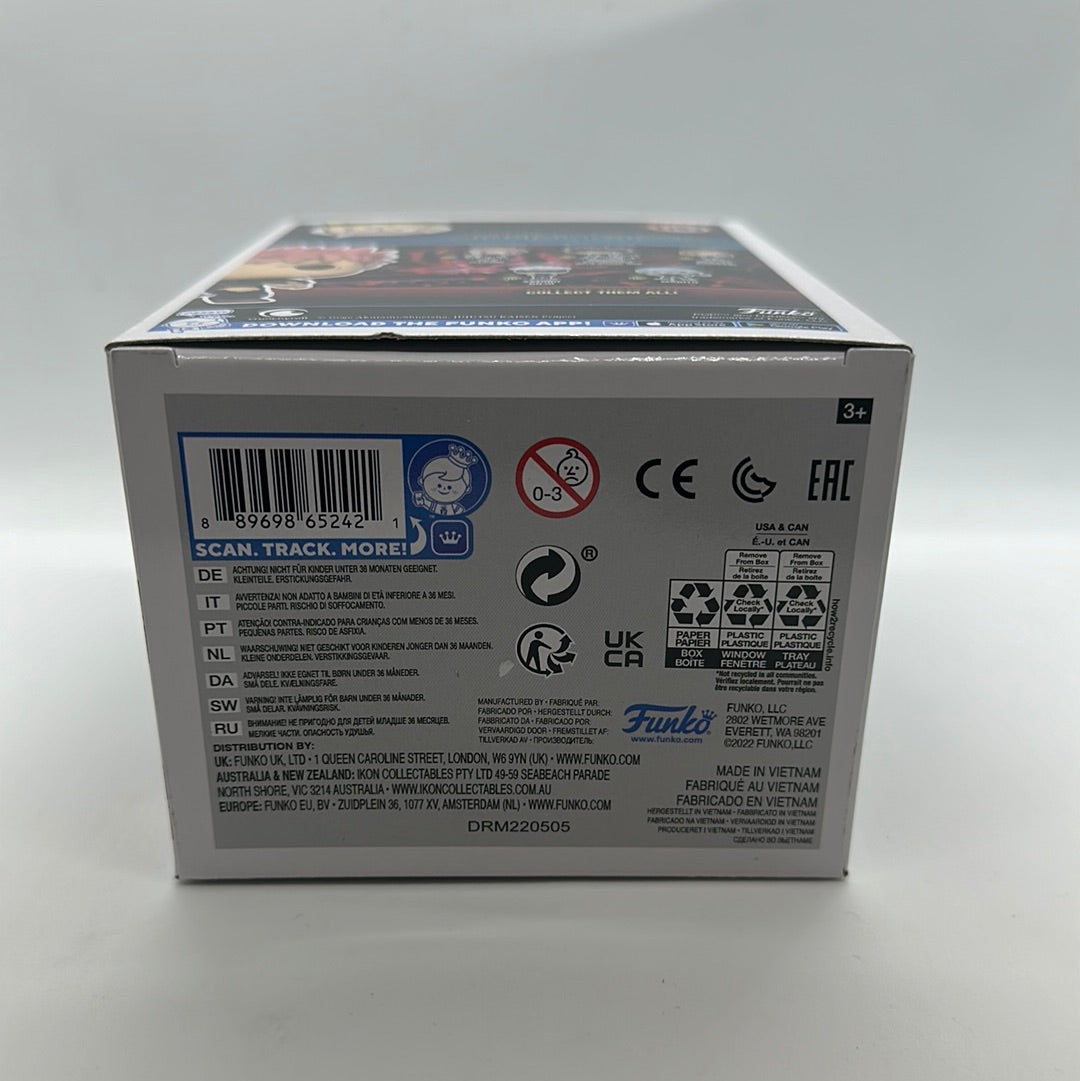 COLLECT THEM ALL!
Funko
DOWNLOAD THE FUNKO APP!
3+
8 89698 65242 1
SCAN. TRACK. MORE!
0-3
CE
EAC
®
UK
CA
USA & CAN
É.-U. et CAN
Remove From Box
Retirez de la boîte
Remove From Box
Retirez de la boîte
Check Locally*
Check Locally*
PAPER
PAPIER
BOX
BOÎTE
PLASTIC
PLASTIQUE
WINDOW
FENÊTRE
PLASTIC
PLASTIQUE
TRAY
PLATEAU
how2recycle.info
*Not recycled in all communities.
Vérifiez localement. Pourrait ne pas
être recyclable dans votre région.
DE ACHTUNG! NICHT FÜR KINDER UNTER 36 MONATEN GEEIGNET.
KLEINTEILE, ERSTICKUNGSGEFAHR.
IT AVVERTENZA! NON ADATTO A BAMBINI DI ETÀ INFERIORE A 36 MESI.
PICCOLE PARTI. RISCHIO DI SOFFOCAMENTO.
PT ATENÇÃO! CONTRA-INDICADO PARA CRIANÇAS COM MENOS DE 36 MESES.
PEQUENAS PARTES, RISCO DE ASFIXIA.
NL WAARSCHUWING! NIET GESCHIKT VOOR KINDEREN JONGER DAN 36 MAANDEN.
KLEINE ONDERDELEN. VERSTIKKINGSGEVAAR.
DA ADVARSEL! IKKE EGNET TIL BØRN UNDER 36 MÅNEDER.
SMÅ DELE. KVÆLNINGSFARE.
SW VARNING! INTE LÄMPLIG FÖR BARN UNDER 36 MÅNADER.
SMÅ DELAR. KVÄVNINGSRISK.
RU ВНИМАНИЕ! НЕ ПРИГОДНО ДЛЯ ДЕТЕЙ МЛАДШЕ 36 МЕСЯЦЕВ.
МЕЛКИЕ ЧАСТИ. ОПАСНОСТЬ УДУШЬЯ.
MANUFACTURED BY • FABRIQUÉ PAR:
FABRICADO POR • HERGESTELLT DURCH:
FABBRICATO DA • FABRICADO POR:
VERVAARDIGD DOOR • FREMSTILLET AF:
TILLVERKAD AV • ПРОИЗВОДИТЕЛЬ:
Funko
www.funko.com
FUNKO, LLC
2802 WETMORE AVE
EVERETT, WA 98201
©2022 FUNKO,LLC
DISTRIBUTION BY:
UK: FUNKO UK, LTD • 1 QUEEN CAROLINE STREET, LONDON, W6 9YN (UK) • WWW.FUNKO.COM
AUSTRALIA & NEW ZEALAND: IKON COLLECTABLES PTY LTD 49-59 SEABEACH PARADE
NORTH SHORE, VIC 3214 AUSTRALIA • WWW.IKONCOLLECTABLES.COM.AU
EUROPE: FUNKO EU, BV • ZUIDPLEIN 36, 1077 XV, AMSTERDAM (NL) • WWW.FUNKO.COM
DRM220505
MADE IN VIETNAM
FABRIQUÉ AU VIETNAM
FABRICADO EN VIETNAM
HERGESTELLT IN VIETNAM • FABBRICATO IN VIETNAM
FABRICADO NA VIETNAM • VERVAARDIGD IN VIETNAM
PRODUCERET I VIETNAM • TILLVERKAD I VIETNAM
СДЕЛАНО ВО ВЬЕТНАМЕ